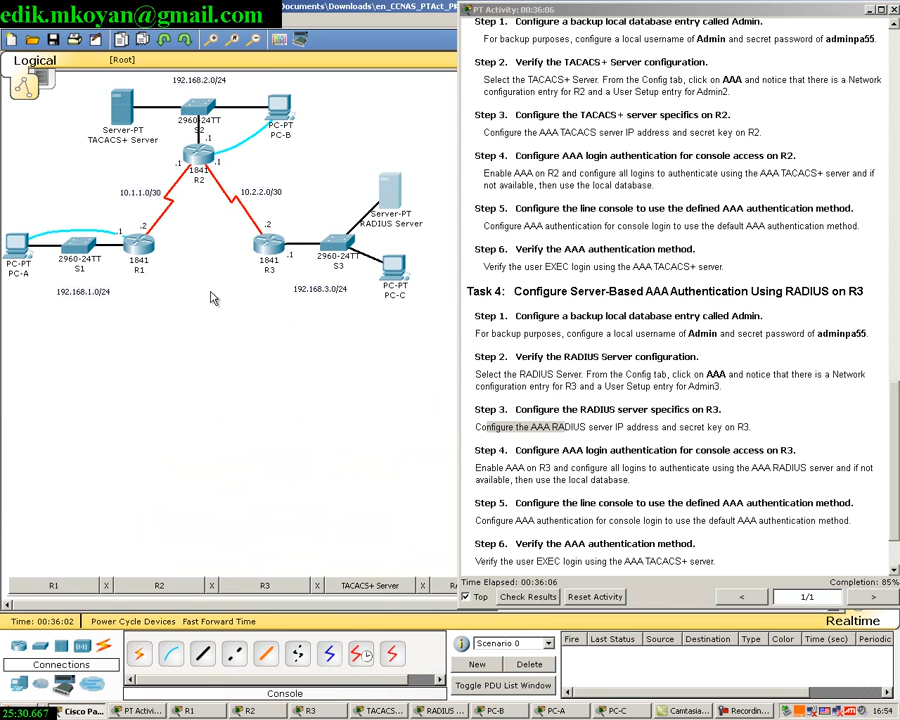 edik.mkoyan@gmail.com
Documents\Downloads\en_CCNAS_PTAct_P
Logical
[Root]
192.168.2.0/24
Server-PT
TACACS+ Server
2960-24TT
S2
PC-PT
PC-B
.1
.1
1841
R2
10.1.1.0/30
10.2.2.0/30
.2
.2
Server-PT
RADIUS Server
PC-PT
PC-A
.1
2960-24TT
S1
1841
R1
1841
R3
.1
2960-24TT
S3
PC-PT
PC-C
192.168.1.0/24
192.168.3.0/24
R1 X R2 X R3 X TACACS+ Server X
PT Activity: 00:36:06
Step 1. Configure a backup local database entry called Admin.
For backup purposes, configure a local username of Admin and secret password of adminpa55.
Step 2. Verify the TACACS+ Server configuration.
Select the TACACS+ Server. From the Config tab, click on AAA and notice that there is a Network
configuration entry for R2 and a User Setup entry for Admin2.
Step 3. Configure the TACACS+ server specifics on R2.
Configure the AAA TACACS server IP address and secret key on R2.
Step 4. Configure AAA login authentication for console access on R2.
Enable AAA on R2 and configure all logins to authenticate using the AAA TACACS+ server and if
not available, then use the local database.
Step 5. Configure the line console to use the defined AAA authentication method.
Configure AAA authentication for console login to use the default AAA authentication method.
Step 6. Verify the AAA authentication method.
Verify the user EXEC login using the AAA TACACS+ server.
Task 4: Configure Server-Based AAA Authentication Using RADIUS on R3
Step 1. Configure a backup local database entry called Admin.
For backup purposes, configure a local username of Admin and secret password of adminpa55.
Step 2. Verify the RADIUS Server configuration.
Select the RADIUS Server. From the Config tab, click on AAA and notice that there is a Network
configuration entry for R3 and a User Setup entry for Admin3.
Step 3. Configure the RADIUS server specifics on R3.
Configure the AAA RADIUS server IP address and secret key on R3.
Step 4. Configure AAA login authentication for console access on R3.
Enable AAA on R3 and configure all logins to authenticate using the AAA RADIUS server and if not
available, then use the local database.
Step 5. Configure the line console to use the defined AAA authentication method.
Configure AAA authentication for console login to use the default AAA authentication method.
Step 6. Verify the AAA authentication method.
Verify the user EXEC login using the AAA TACACS+ server.
Time Elapsed: 00:36:06 Completion: 85%
Top Check Results Reset Activity < 1/1 >
Time: 00:36:02 Power Cycle Devices Fast Forward Time Realtime
Connections
Console
Scenario 0
New Delete
Toggle PDU List Window
Fire Last Status Source Destination Type Color Time (sec) Periodic
25:30.667 Cisco Pa... PT Activi... R1 R2 R3 TACACS... RADIUS ... PC-B PC-A PC-C Camtasia... Recordin... 16:54